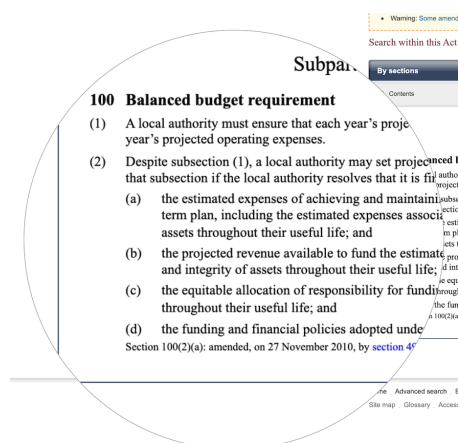 Warning: Some amend
Search within this Act
By sections
Contents
Subpar
100 Balanced budget requirement
(1) A local authority must ensure that each year's proje
year's projected operating expenses.
(2) Despite subsection (1), a local authority may set projec
that subsection if the local authority resolves that it is fi
(a) the estimated expenses of achieving and maintaini
term plan, including the estimated expenses associa
assets throughout their useful life; and
(b) the projected revenue available to fund the estimate
and integrity of assets throughout their useful life;
(c) the equitable allocation of responsibility for fundi
throughout their useful life; and
(d) the funding and financial policies adopted unde
Section 100(2)(a): amended, on 27 November 2010, by section 49
Advanced search
Site map Glossary Access